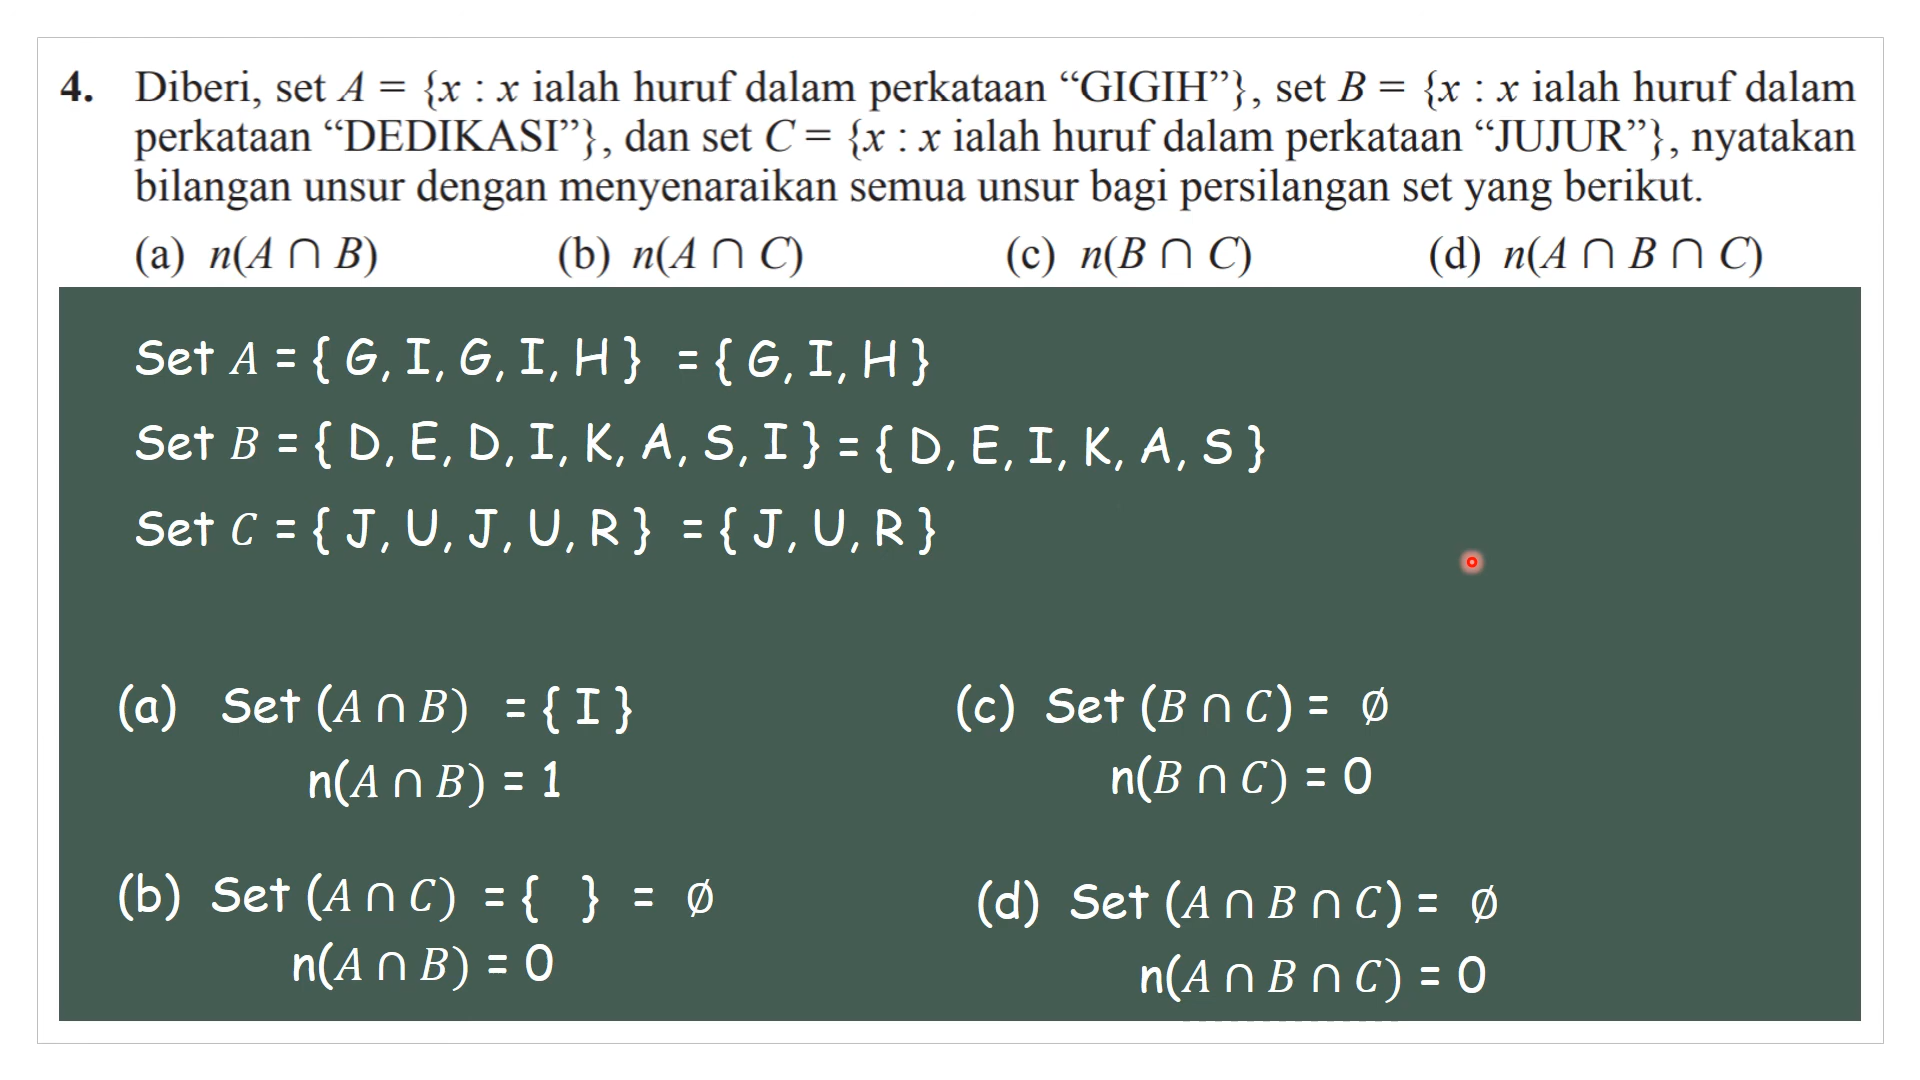 4. Diberi, set A = {x : x ialah huruf dalam perkataan “GIGIH”}, set B = {x : x ialah huruf dalam
perkataan “DEDIKASI”}, dan set C = {x : x ialah huruf dalam perkataan “JUJUR”}, nyatakan
bilangan unsur dengan menyenaraikan semua unsur bagi persilangan set yang berikut.
(a) n(A ∩ B) (b) n(A ∩ C) (c) n(B ∩ C) (d) n(A ∩ B ∩ C)
Set A = { G, I, G, I, H } = { G, I, H }
Set B = { D, E, D, I, K, A, S, I } = { D, E, I, K, A, S }
Set C = { J, U, J, U, R } = { J, U, R }
(a) Set (A ∩ B) = { I }
n(A ∩ B) = 1
(b) Set (A ∩ C) = { } = ∅
n(A ∩ B) = 0
(c) Set (B ∩ C) = ∅
n(B ∩ C) = 0
(d) Set (A ∩ B ∩ C) = ∅
n(A ∩ B ∩ C) = 0